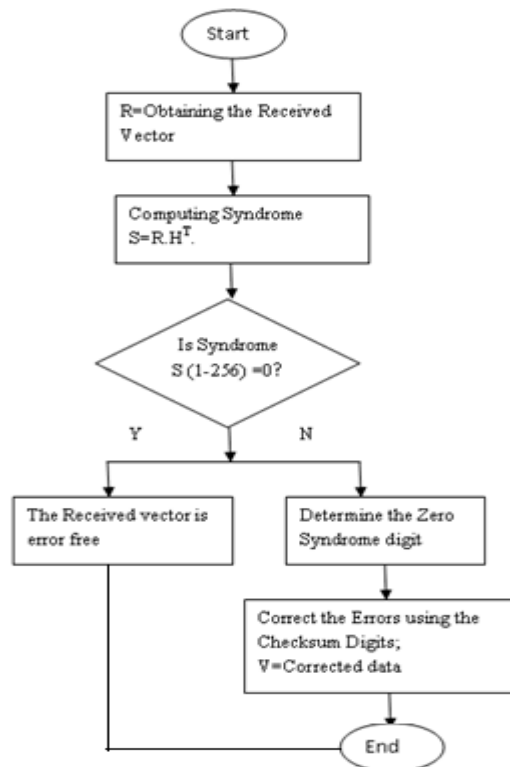 Start
R=Obtaining the Received
Vector
Computing Syndrome
S=R.Hᵀ.
Is Syndrome
S (1-256) =0?
Y
N
The Received vector is
error free
Determine the Zero
Syndrome digit
Correct the Errors using the
Checksum Digits;
V=Corrected data
End